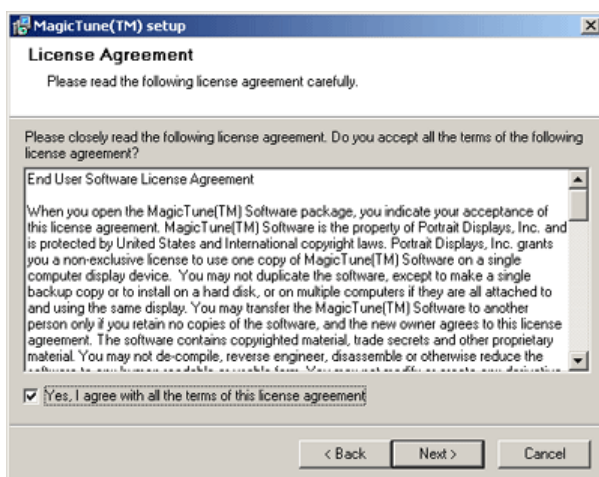 MagicTune(TM) setup
License Agreement
Please read the following license agreement carefully.
Please closely read the following license agreement. Do you accept all the terms of the following
license agreement?
End User Software License Agreement
When you open the MagicTune(TM) Software package, you indicate your acceptance of
this license agreement. MagicTune(TM) Software is the property of Portrait Displays, Inc. and
is protected by United States and International copyright laws. Portrait Displays, Inc. grants
you a non-exclusive license to use one copy of MagicTune(TM) Software on a single
computer display device.  You may not duplicate the software, except to make a single
backup copy or to install on a hard disk, or on multiple computers if they are all attached to
and using the same display. You may transfer the MagicTune(TM) Software to another
person only if you retain no copies of the software, and the new owner agrees to this license
agreement. The software contains copyrighted material, trade secrets and other proprietary
material. You may not de-compile, reverse engineer, disassemble or otherwise reduce the
Yes, I agree with all the terms of this license agreement
< Back
Next >
Cancel